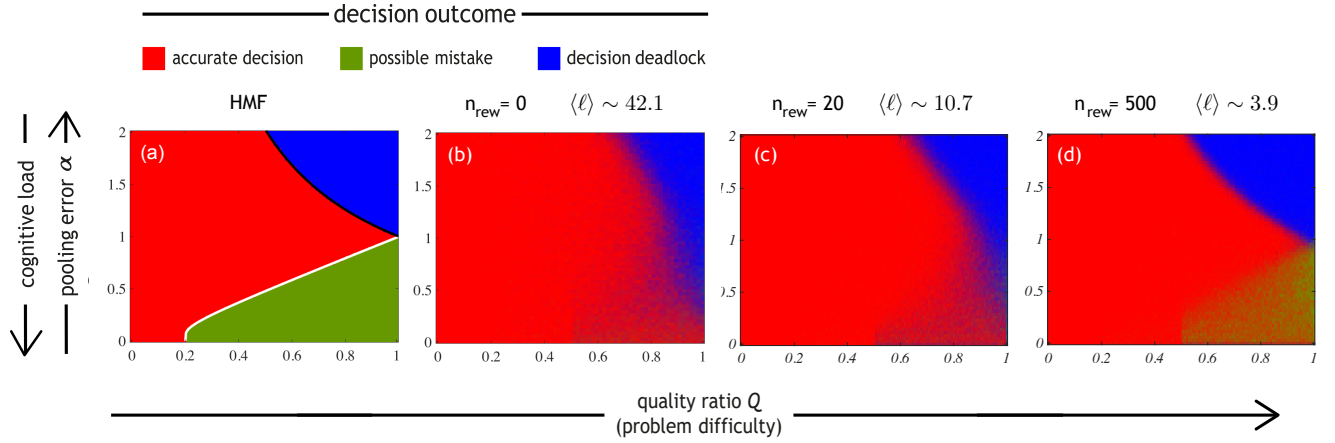 decision outcome
accurate decision possible mistake decision deadlock
HMF n_rew= 0 ⟨ℓ⟩ ∼ 42.1 n_rew= 20 ⟨ℓ⟩ ∼ 10.7 n_rew= 500 ⟨ℓ⟩ ∼ 3.9
cognitive load
pooling error α
(a)
2
1.5
1
0.5
0
0 0.2 0.4 0.6 0.8 1
(b)
2
1.5
1
0.5
0
0 0.2 0.4 0.6 0.8 1
(c)
2
1.5
1
0.5
0
0 0.2 0.4 0.6 0.8 1
(d)
2
1.5
1
0.5
0
0 0.2 0.4 0.6 0.8 1
quality ratio Q
(problem difficulty)